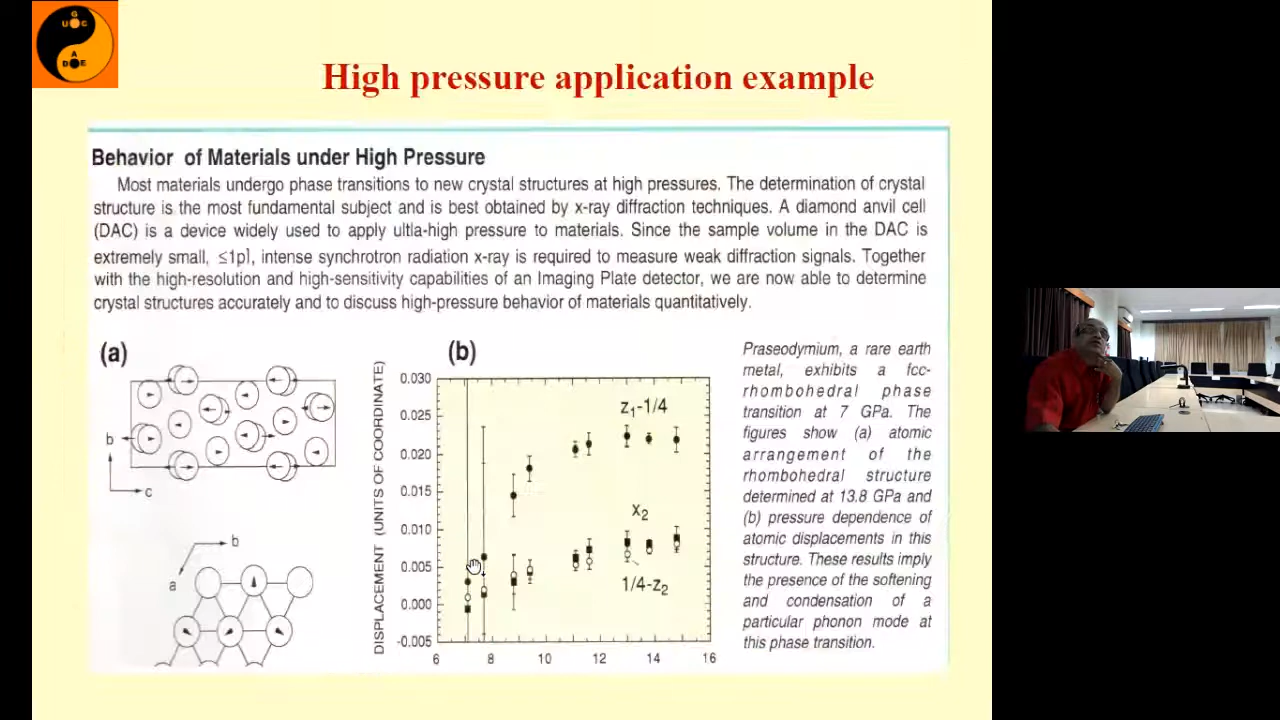 G
U G C
A
D A E
High pressure application example
Behavior of Materials under High Pressure
Most materials undergo phase transitions to new crystal structures at high pressures. The determination of crystal
structure is the most fundamental subject and is best obtained by x-ray diffraction techniques. A diamond anvil cell
(DAC) is a device widely used to apply ultla-high pressure to materials. Since the sample volume in the DAC is
extremely small, ≤1pl, intense synchrotron radiation x-ray is required to measure weak diffraction signals. Together
with the high-resolution and high-sensitivity capabilities of an Imaging Plate detector, we are now able to determine
crystal structures accurately and to discuss high-pressure behavior of materials quantitatively.
(a)
b
c
b
a
(b)
DISPLACEMENT (UNITS OF COORDINATE)
0.030
0.025
0.020
0.015
0.010
0.005
0.000
-0.005
z1-1/4
x2
1/4-z2
6 8 10 12 14 16
Praseodymium, a rare earth
metal, exhibits a fcc-
rhombohedral phase
transition at 7 GPa. The
figures show (a) atomic
arrangement of the
rhombohedral structure
determined at 13.8 GPa and
(b) pressure dependence of
atomic displacements in this
structure. These results imply
the presence of the softening
and condensation of a
particular phonon mode at
this phase transition.